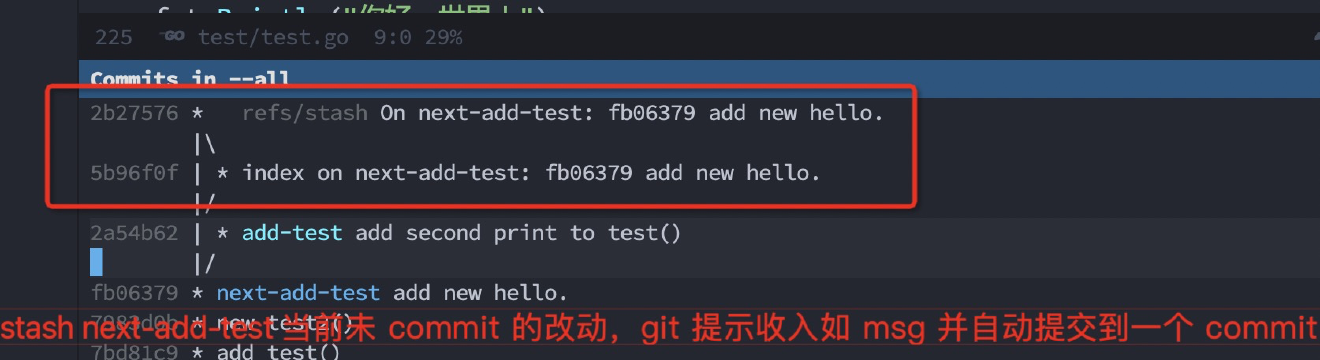 225 GO test/test.go 9:0 29%
Commits in --all
2b27576 * refs/stash On next-add-test: fb06379 add new hello.
|\
5b96f0f | * index on next-add-test: fb06379 add new hello.
|/
2a54b62 | * add-test add second print to test()
|/
fb06379 * next-add-test add new hello.
* new test2()
stash next-add-test 当前未 commit 的改动，git 提示收入如 msg 并自动提交到一个 commit
7bd81c9 * add test()